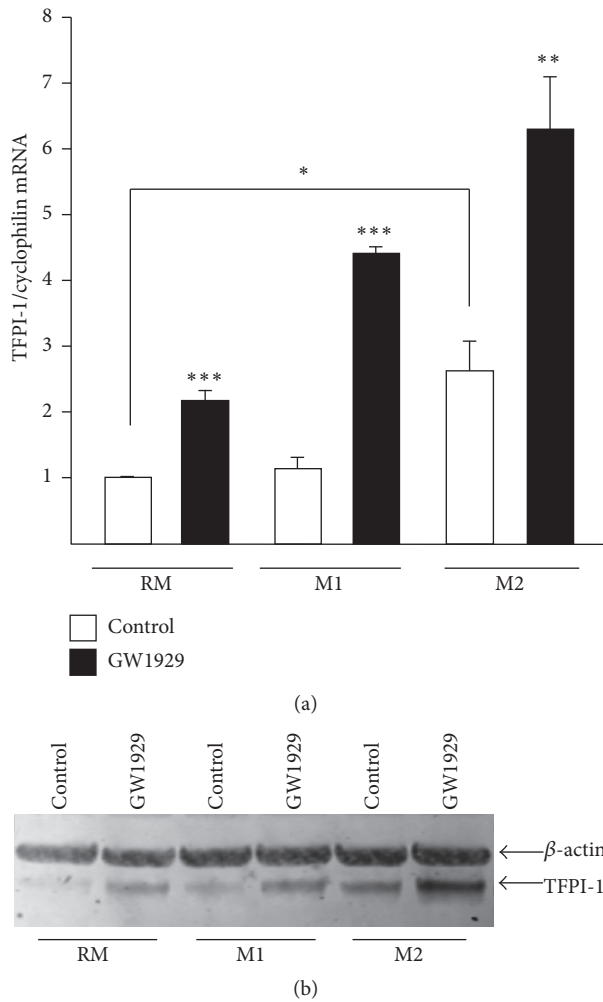 8
7
6
5
4
3
2
1
TFPI-1/cyclophilin mRNA
*
***
***
**
RM
M1
M2
Control
GW1929
(a)
Control
GW1929
Control
GW1929
Control
GW1929
β-actin
TFPI-1
RM
M1
M2
(b)